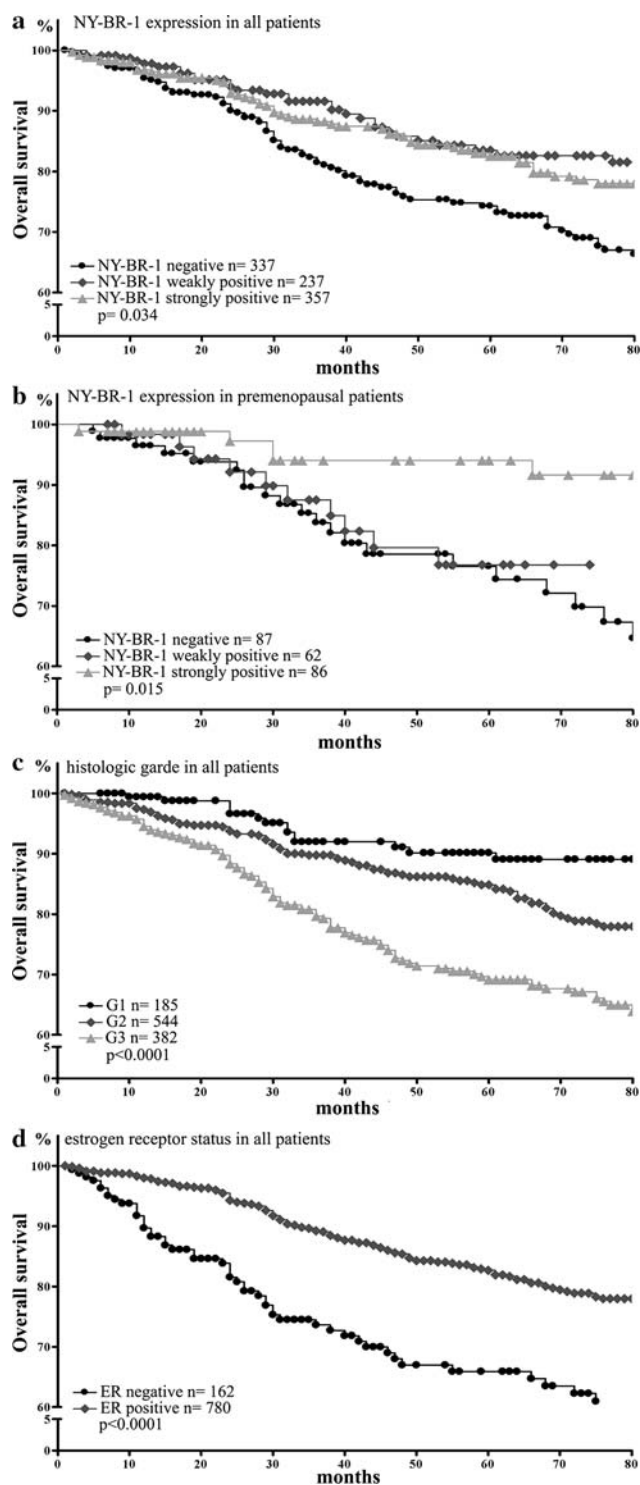 a
NY-BR-1 expression in all patients
%
100
90
80
70
60
5
0
Overall survival
NY-BR-1 negative n= 337
NY-BR-1 weakly positive n= 237
NY-BR-1 strongly positive n= 357
p= 0.034
0 10 20 30 40 50 60 70 80
months
b
NY-BR-1 expression in premenopausal patients
%
100
90
80
70
60
5
0
Overall survival
NY-BR-1 negative n= 87
NY-BR-1 weakly positive n= 62
NY-BR-1 strongly positive n= 86
p= 0.015
0 10 20 30 40 50 60 70 80
months
c
histologic garde in all patients
%
100
90
80
70
60
5
0
Overall survival
G1 n= 185
G2 n= 544
G3 n= 382
p<0.0001
0 10 20 30 40 50 60 70 80
months
d
estrogen receptor status in all patients
%
100
90
80
70
60
5
0
Overall survival
ER negative n= 162
ER positive n= 780
p<0.0001
0 10 20 30 40 50 60 70 80
months